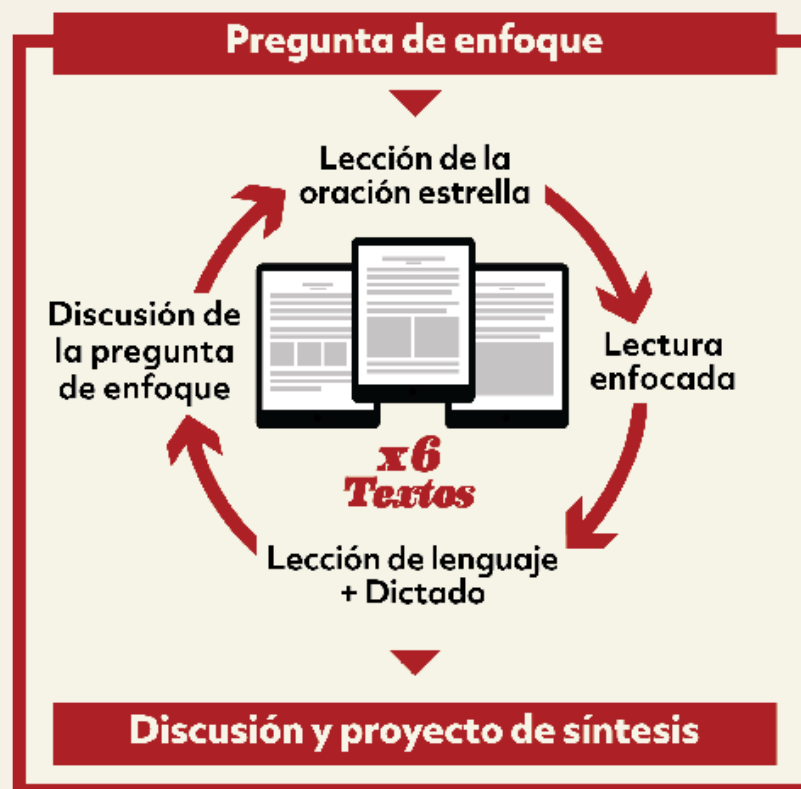 Pregunta de enfoque
Lección de la
oración estrella
Lectura
enfocada
Lección de lenguaje
+ Dictado
Discusión de
la pregunta
de enfoque
x6
Textos
Discusión y proyecto de síntesis